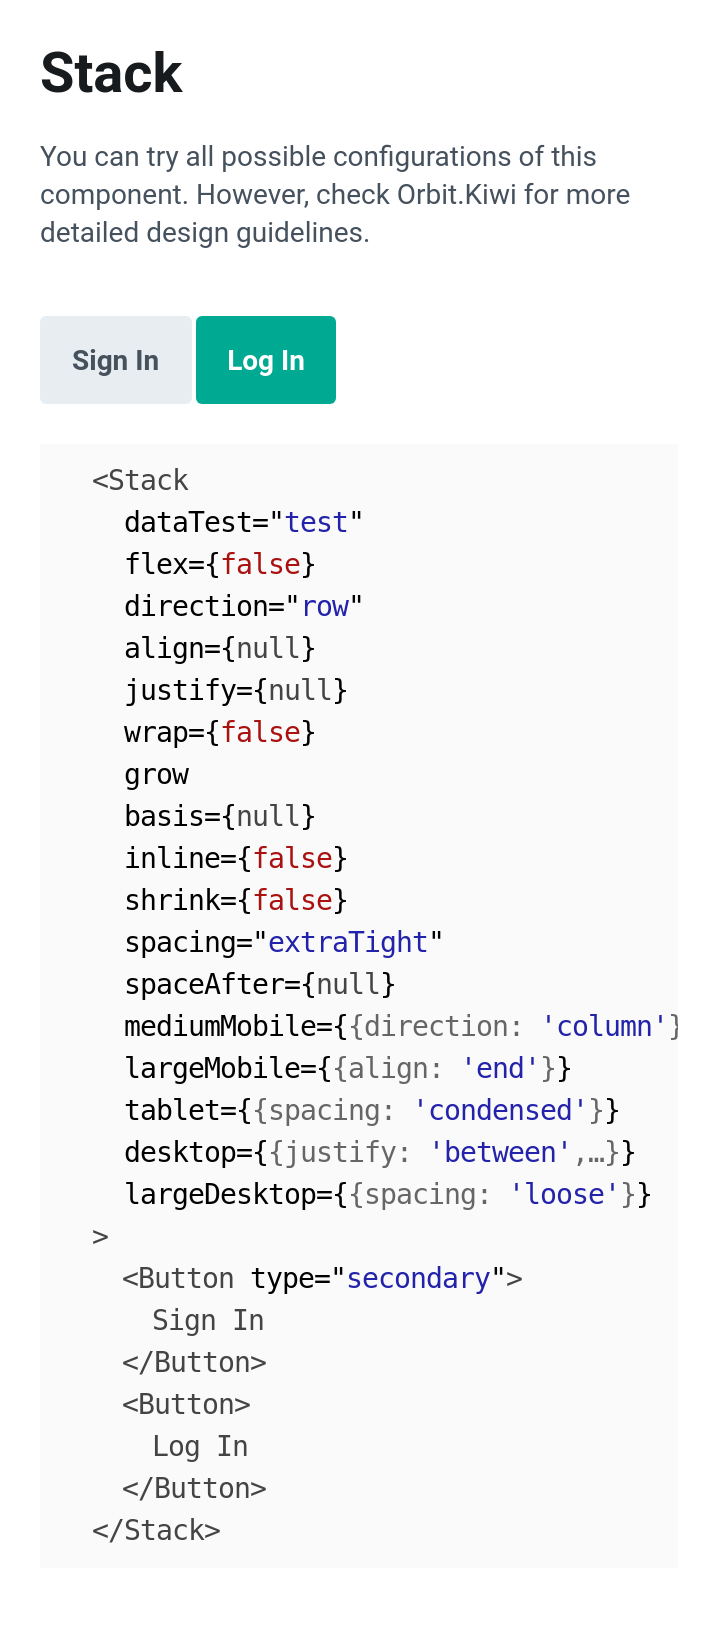 Stack
You can try all possible configurations of this
component. However, check Orbit.Kiwi for more
detailed design guidelines.
Sign In Log In
<Stack
dataTest="test"
flex={false}
direction="row"
align={null}
justify={null}
wrap={false}
grow
basis={null}
inline={false}
shrink={false}
spacing="extraTight"
spaceAfter={null}
mediumMobile={{direction: 'column'}
largeMobile={{align: 'end'}}
tablet={{spacing: 'condensed'}}
desktop={{justify: 'between',…}}
largeDesktop={{spacing: 'loose'}}
>
<Button type="secondary">
Sign In
</Button>
<Button>
Log In
</Button>
</Stack>